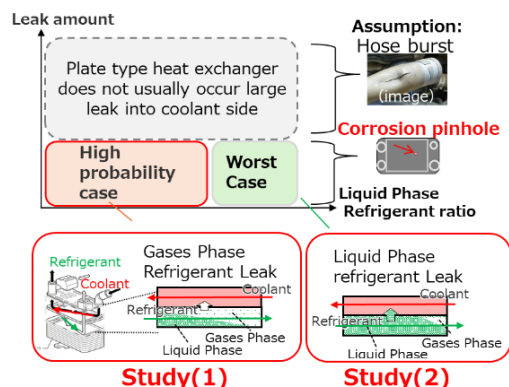 Leak amount
Assumption:
Hose burst
(image)
Plate type heat exchanger
does not usually occur large
leak into coolant side
Corrosion pinhole
High
probability
case
Worst
Case
Liquid Phase
Refrigerant ratio
Refrigerant
Coolant
Gases Phase
Refrigerant Leak
Coolant
Refrigerant
Gases Phase
Liquid Phase
Study(1)
Liquid Phase
refrigerant Leak
Coolant
Refrigerant
Gases Phase
Liquid Phase
Study(2)